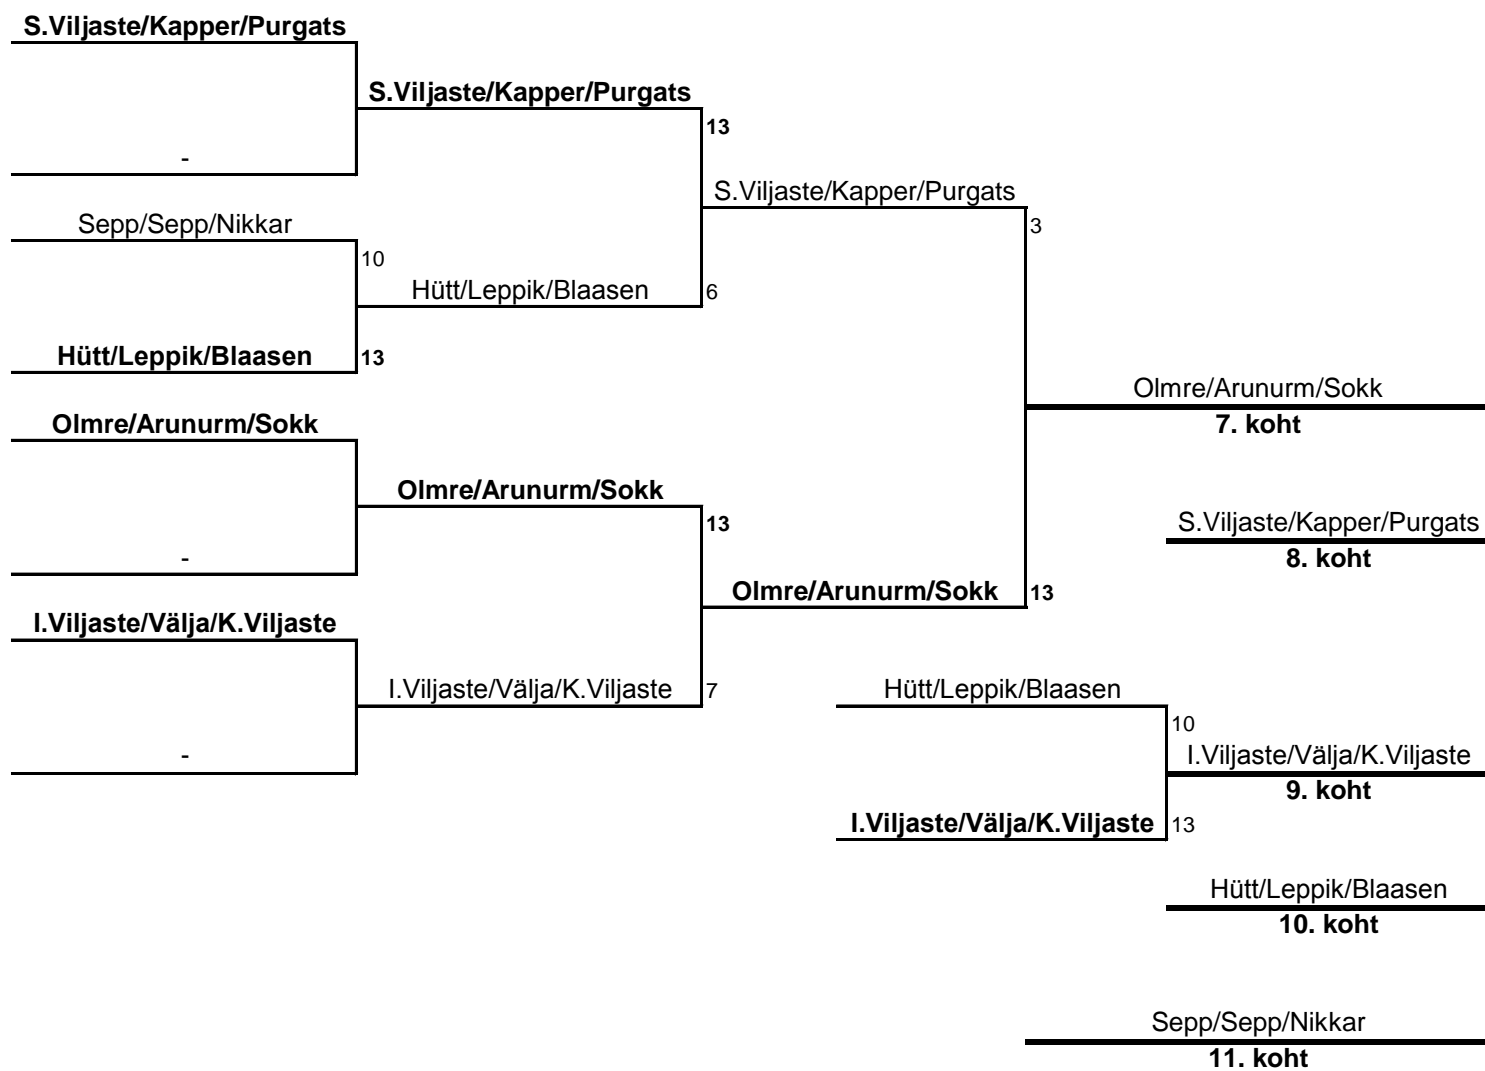 S.Viljaste/Kapper/Purgats
S.Viljaste/Kapper/Purgats
13
-
S.Viljaste/Kapper/Purgats
Sepp/Sepp/Nikkar
3
10
Hütt/Leppik/Blaasen
6
Hütt/Leppik/Blaasen
13
Olmre/Arunurm/Sokk
7. koht
Olmre/Arunurm/Sokk
Olmre/Arunurm/Sokk
13
S.Viljaste/Kapper/Purgats
8. koht
-
Olmre/Arunurm/Sokk
13
I.Viljaste/Välja/K.Viljaste
I.Viljaste/Välja/K.Viljaste
7
Hütt/Leppik/Blaasen
10
-
I.Viljaste/Välja/K.Viljaste
9. koht
I.Viljaste/Välja/K.Viljaste
13
Hütt/Leppik/Blaasen
10. koht
Sepp/Sepp/Nikkar
11. koht